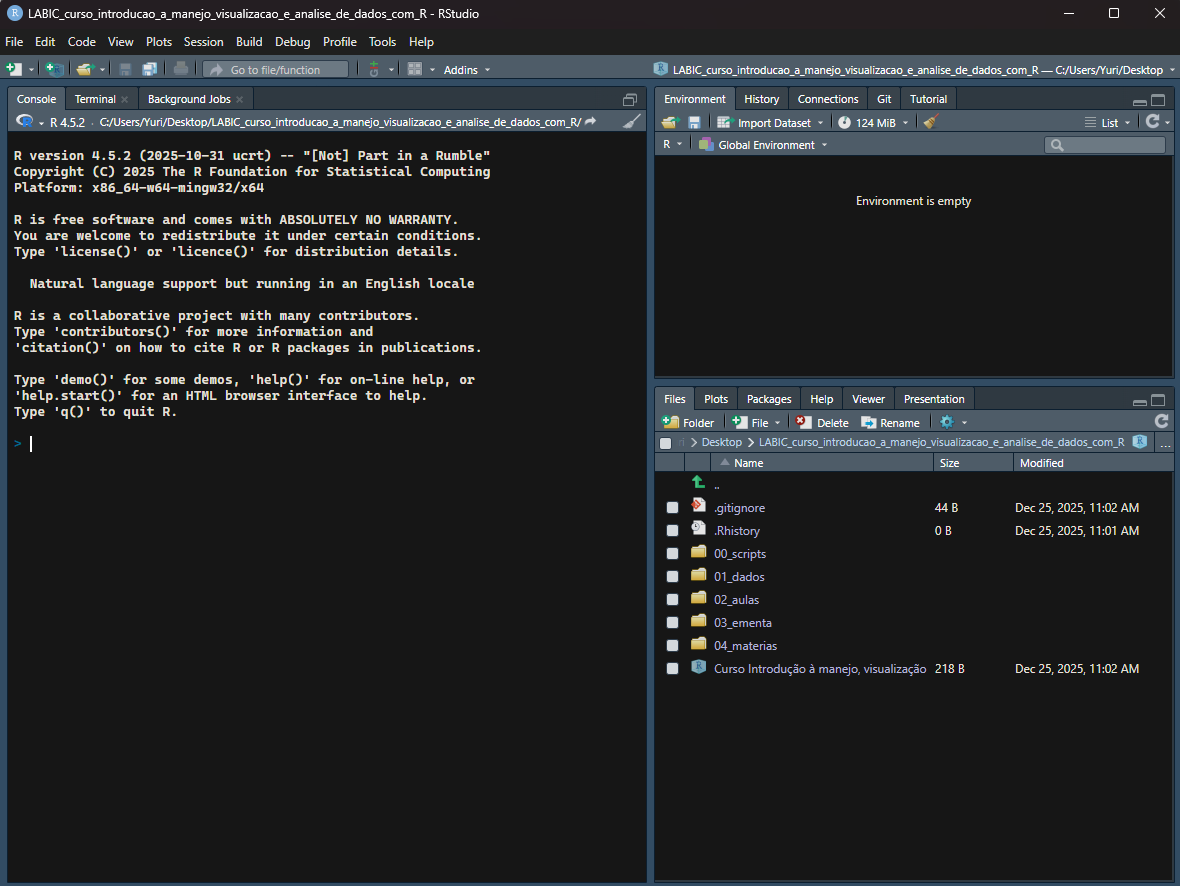 LABIC_curso_introducao_a_manejo_visualizacao_e_analise_de_dados_com_R - RStudio
File Edit Code View Plots Session Build Debug Profile Tools Help
Go to file/function Addins
LABIC_curso_introducao_a_manejo_visualizacao_e_analise_de_dados_com_R — C:/Users/Yuri/Desktop
Console Terminal Background Jobs
R 4.5.2 · C:/Users/Yuri/Desktop/LABIC_curso_introducao_a_manejo_visualizacao_e_analise_de_dados_com_R/
R version 4.5.2 (2025-10-31 ucrt) -- "[Not] Part in a Rumble"
Copyright (C) 2025 The R Foundation for Statistical Computing
Platform: x86_64-w64-mingw32/x64
R is free software and comes with ABSOLUTELY NO WARRANTY.
You are welcome to redistribute it under certain conditions.
Type 'license()' or 'licence()' for distribution details.
Natural language support but running in an English locale
R is a collaborative project with many contributors.
Type 'contributors()' for more information and
'citation()' on how to cite R or R packages in publications.
Type 'demo()' for some demos, 'help()' for on-line help, or
'help.start()' for an HTML browser interface to help.
Type 'q()' to quit R.
>
Environment History Connections Git Tutorial
Import Dataset 124 MiB List
R Global Environment
Environment is empty
Files Plots Packages Help Viewer Presentation
Folder File Delete Rename
Desktop LABIC_curso_introducao_a_manejo_visualizacao_e_analise_de_dados_com_R ...
Name Size Modified
..
.gitignore 44 B Dec 25, 2025, 11:02 AM
.Rhistory 0 B Dec 25, 2025, 11:01 AM
00_scripts
01_dados
02_aulas
03_ementa
04_materias
Curso Introdução à manejo, visualização 218 B Dec 25, 2025, 11:02 AM